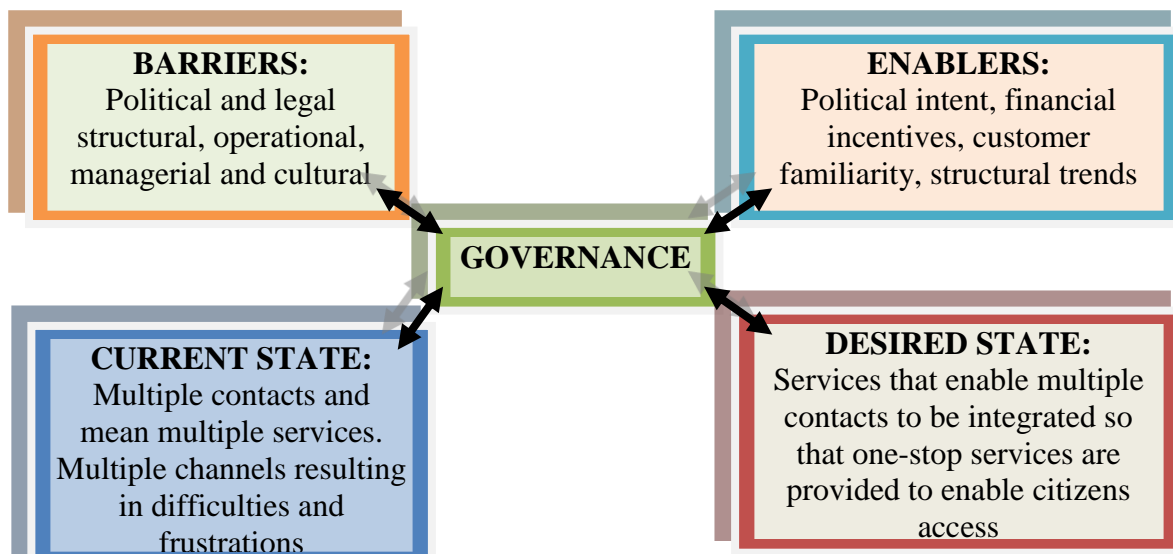 BARRIERS:
Political and legal
structural, operational,
managerial and cultural
ENABLERS:
Political intent, financial
incentives, customer
familiarity, structural trends
GOVERNANCE
CURRENT STATE:
Multiple contacts and
mean multiple services.
Multiple channels resulting
in difficulties and
frustrations
DESIRED STATE:
Services that enable multiple
contacts to be integrated so
that one-stop services are
provided to enable citizens
access